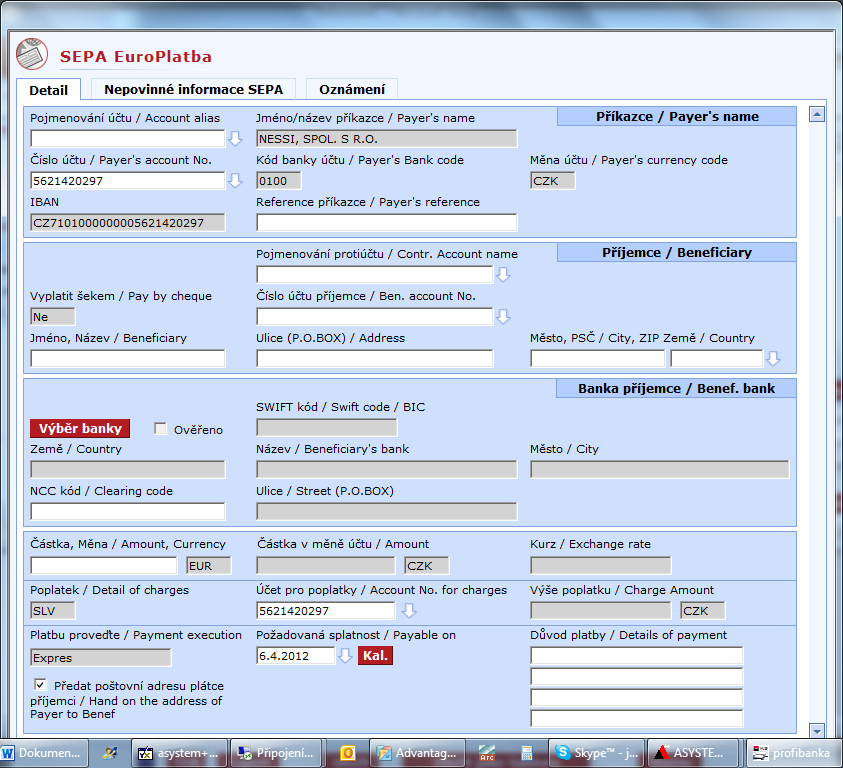 SEPA EuroPlatba
Detail Nepovinné informace SEPA Oznámení
Příkazce / Payer's name
Pojmenování účtu / Account alias Jméno/název příkazce / Payer's name
NESSI, SPOL. S R.O.
Číslo účtu / Payer's account No. Kód banky účtu / Payer's Bank code Měna účtu / Payer's currency code
5621420297 0100 CZK
IBAN Reference příkazce / Payer's reference
CZ7101000000005621420297
Příjemce / Beneficiary
Pojmenování protiúčtu / Contr. Account name
Vyplatit šekem / Pay by cheque Číslo účtu příjemce / Ben. account No.
Ne
Jméno, Název / Beneficiary Ulice (P.O.BOX) / Address Město, PSČ / City, ZIP Země / Country
Banka příjemce / Benef. bank
SWIFT kód / Swift code / BIC
Výběr banky Ověřeno
Země / Country Název / Beneficiary's bank Město / City
NCC kód / Clearing code Ulice / Street (P.O.BOX)
Částka, Měna / Amount, Currency Částka v měně účtu / Amount Kurz / Exchange rate
EUR CZK
Poplatek / Detail of charges Účet pro poplatky / Account No. for charges Výše poplatku / Charge Amount
SLV 5621420297 CZK
Platbu proveďte / Payment execution Požadovaná splatnost / Payable on Důvod platby / Details of payment
Expres 6.4.2012 Kal.
Předat poštovní adresu plátce
příjemci / Hand on the address of
Payer to Benef
Dokumen... asystem+... Připojení... Advantag... Arc Skype™ - j... ASYSTE... profibanka